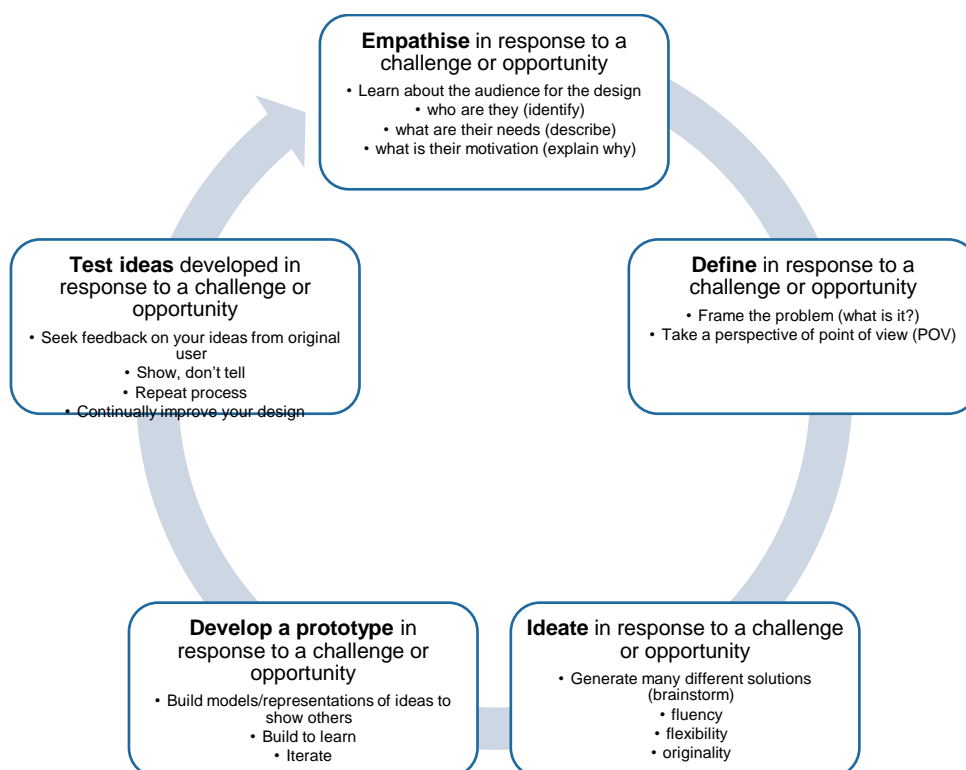 Empathise in response to a
challenge or opportunity
• Learn about the audience for the design
• who are they (identify)
• what are their needs (describe)
• what is their motivation (explain why)
Define in response to a
challenge or opportunity
• Frame the problem (what is it?)
• Take a perspective of point of view (POV)
Ideate in response to a challenge
or opportunity
• Generate many different solutions
(brainstorm)
• fluency
• flexibility
• originality
Develop a prototype in
response to a challenge or
opportunity
• Build models/representations of ideas to
show others
• Build to learn
• Iterate
Test ideas developed in
response to a challenge or
opportunity
• Seek feedback on your ideas from original
user
• Show, don’t tell
• Repeat process
• Continually improve your design